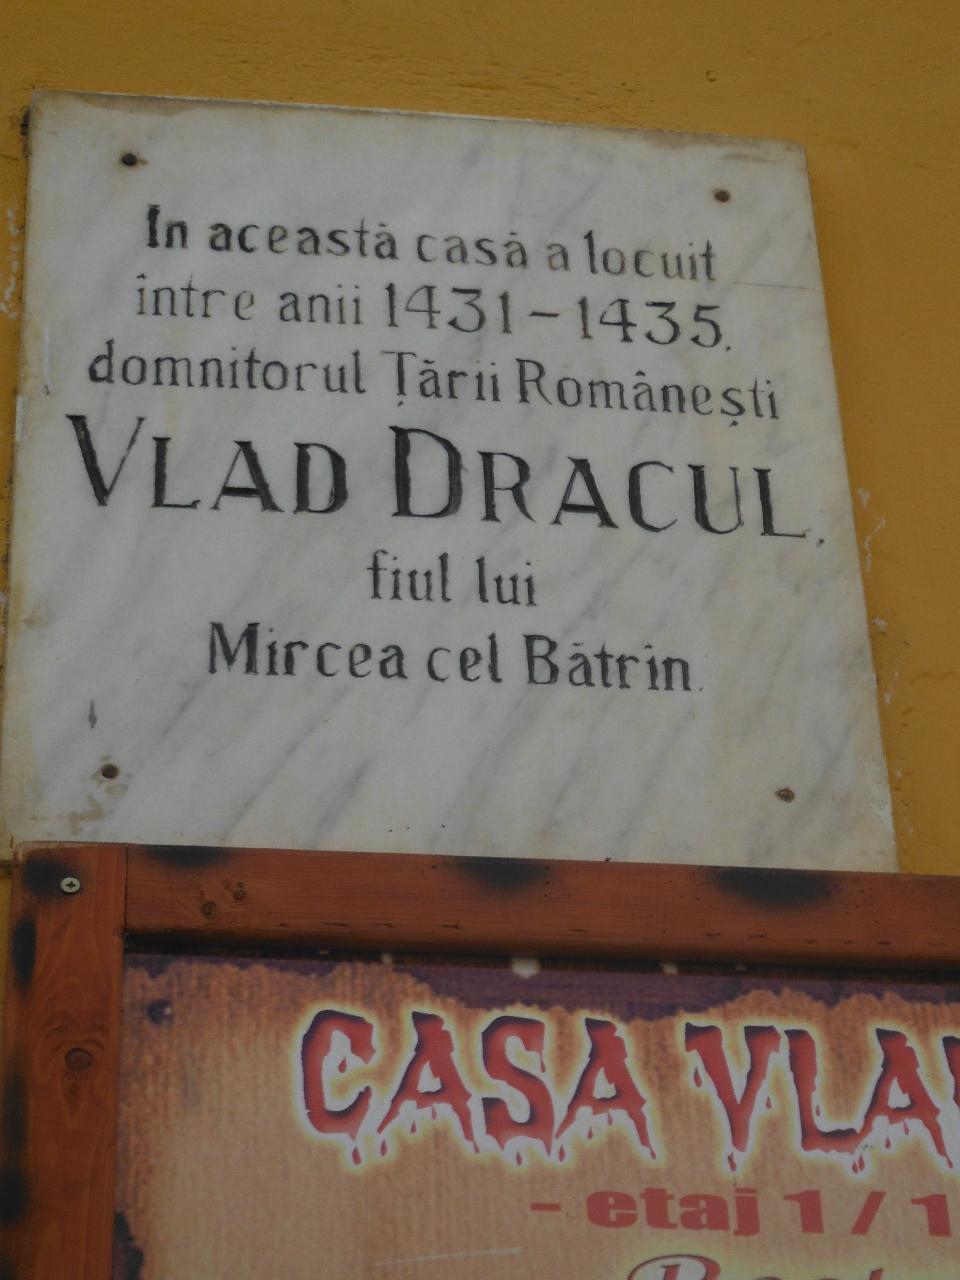 In această casă a locuit
între anii 1431-1435.
domnitorul Țării Românești
VLAD DRACUL,
fiul lui
Mircea cel Bătrîn.
CASA VLAD
- etaj 1 / 1